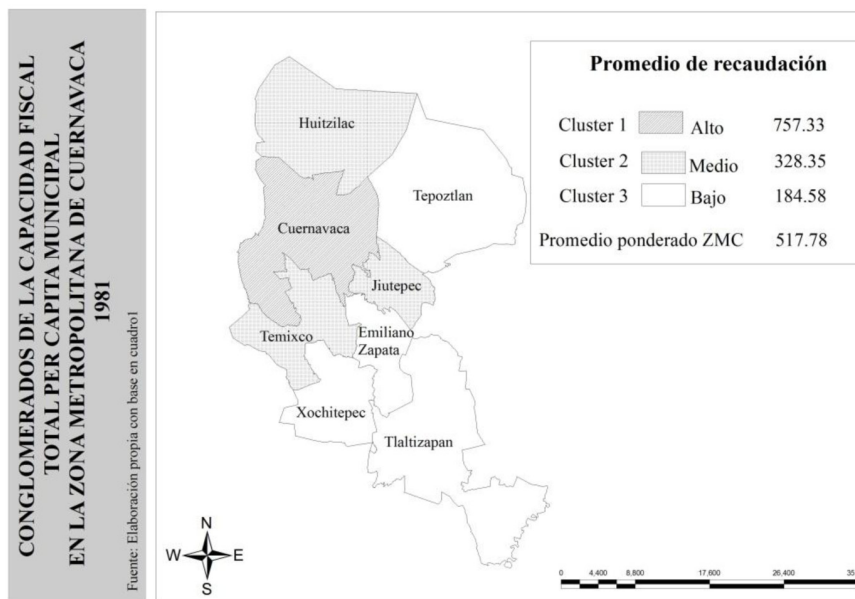 CONGLOMERADOS DE LA CAPACIDAD FISCAL
TOTAL PER CAPITA MUNICIPAL
EN LA ZONA METROPOLITANA DE CUERNAVACA
1981
Fuente: Elaboración propia con base en cuadro1
Promedio de recaudación
Cluster 1 Alto 757.33
Cluster 2 Medio 328.35
Cluster 3 Bajo 184.58
Promedio ponderado ZMC 517.78
Huitzilac
Tepoztlan
Cuernavaca
Jiutepec
Temixco
Emiliano
Zapata
Xochitepec
Tlaltizapan
N
W E
S
0 4,400 8,800 17,600 26,400